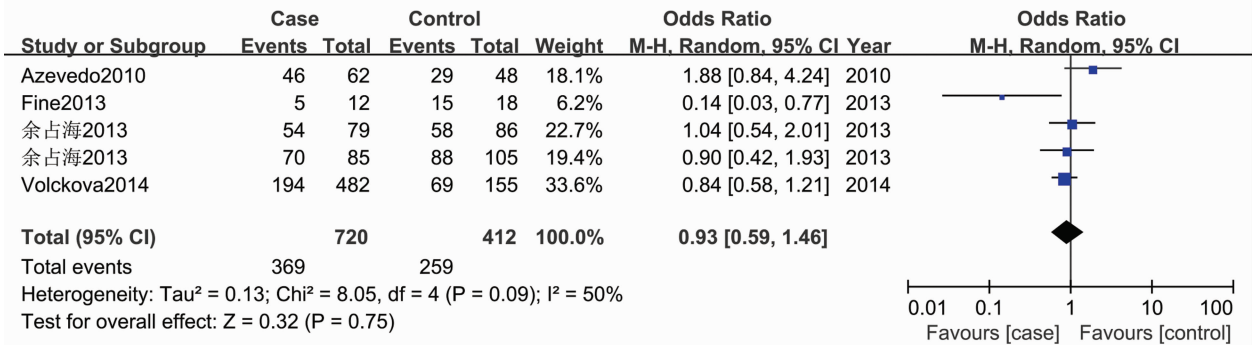 Case Control Odds Ratio Odds Ratio
Study or Subgroup Events Total Events Total Weight M-H, Random, 95% CI Year M-H, Random, 95% CI
Azevedo2010 46 62 29 48 18.1% 1.88 [0.84, 4.24] 2010
Fine2013 5 12 15 18 6.2% 0.14 [0.03, 0.77] 2013
余占海2013 54 79 58 86 22.7% 1.04 [0.54, 2.01] 2013
余占海2013 70 85 88 105 19.4% 0.90 [0.42, 1.93] 2013
Volckova2014 194 482 69 155 33.6% 0.84 [0.58, 1.21] 2014
Total (95% CI) 720 412 100.0% 0.93 [0.59, 1.46]
Total events 369 259
Heterogeneity: Tau² = 0.13; Chi² = 8.05, df = 4 (P = 0.09); I² = 50%
Test for overall effect: Z = 0.32 (P = 0.75)
0.01 0.1 1 10 100
Favours [case] Favours [control]